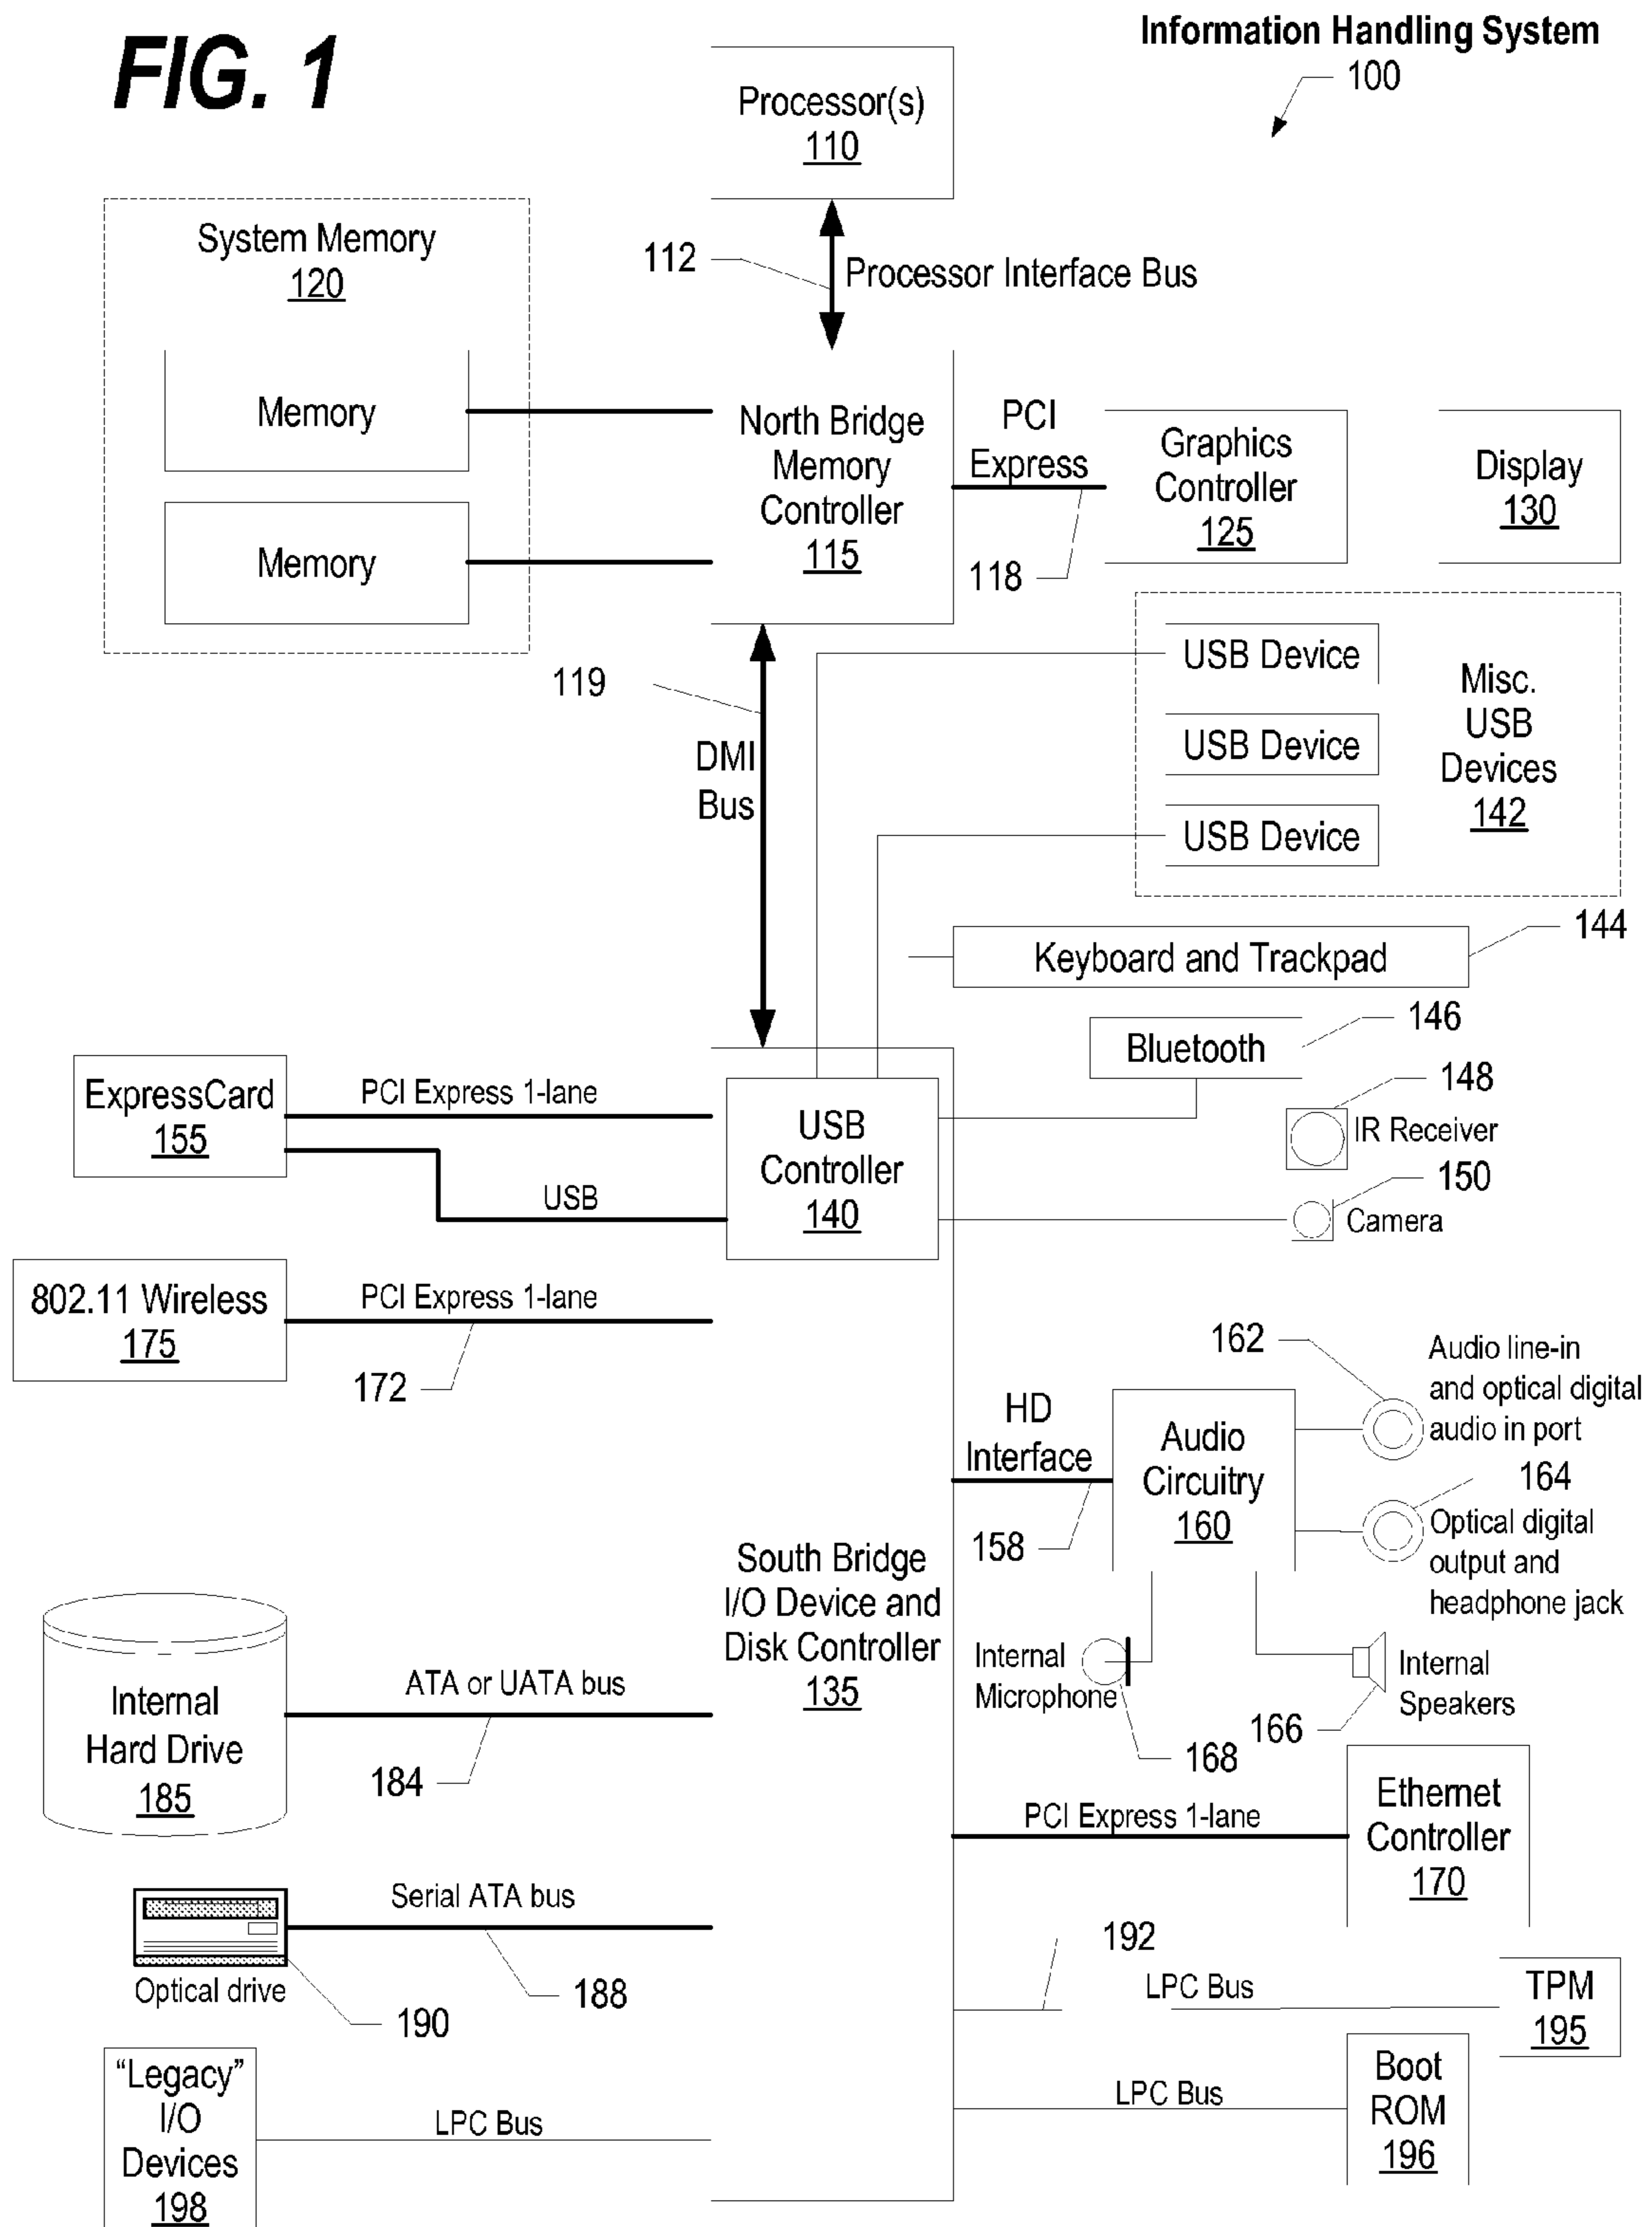 FIG. 1
Information Handling System
100
Processor(s)
110
System Memory
120
112
Processor Interface Bus
Memory
Memory
North Bridge
Memory
Controller
115
PCI
Express
118
Graphics
Controller
125
Display
130
119
DMI
Bus
USB Device
USB Device
USB Device
Misc.
USB
Devices
142
Keyboard and Trackpad
144
Bluetooth
146
148
IR Receiver
150
Camera
ExpressCard
155
PCI Express 1-lane
USB
USB
Controller
140
802.11 Wireless
175
PCI Express 1-lane
172
162
Audio line-in
and optical digital
audio in port
HD
Interface
158
Audio
Circuitry
160
164
Optical digital
output and
headphone jack
South Bridge
I/O Device and
Disk Controller
135
Internal
Microphone
168
Internal
Speakers
166
Internal
Hard Drive
185
ATA or UATA bus
184
PCI Express 1-lane
Ethernet
Controller
170
Serial ATA bus
188
Optical drive
190
192
LPC Bus
TPM
195
"Legacy"
I/O
Devices
198
LPC Bus
LPC Bus
Boot
ROM
196